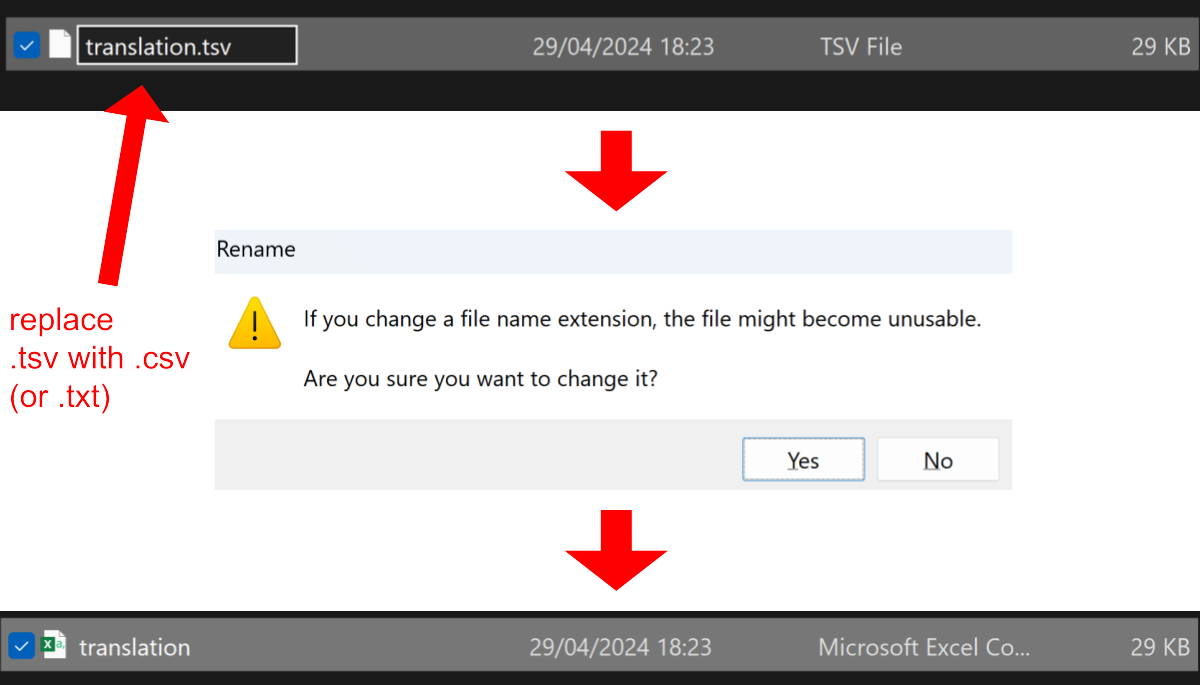 translation.tsv 29/04/2024 18:23 TSV File 29 KB
replace
.tsv with .csv
(or .txt)
Rename
If you change a file name extension, the file might become unusable.
Are you sure you want to change it?
Yes No
translation 29/04/2024 18:23 Microsoft Excel Co... 29 KB